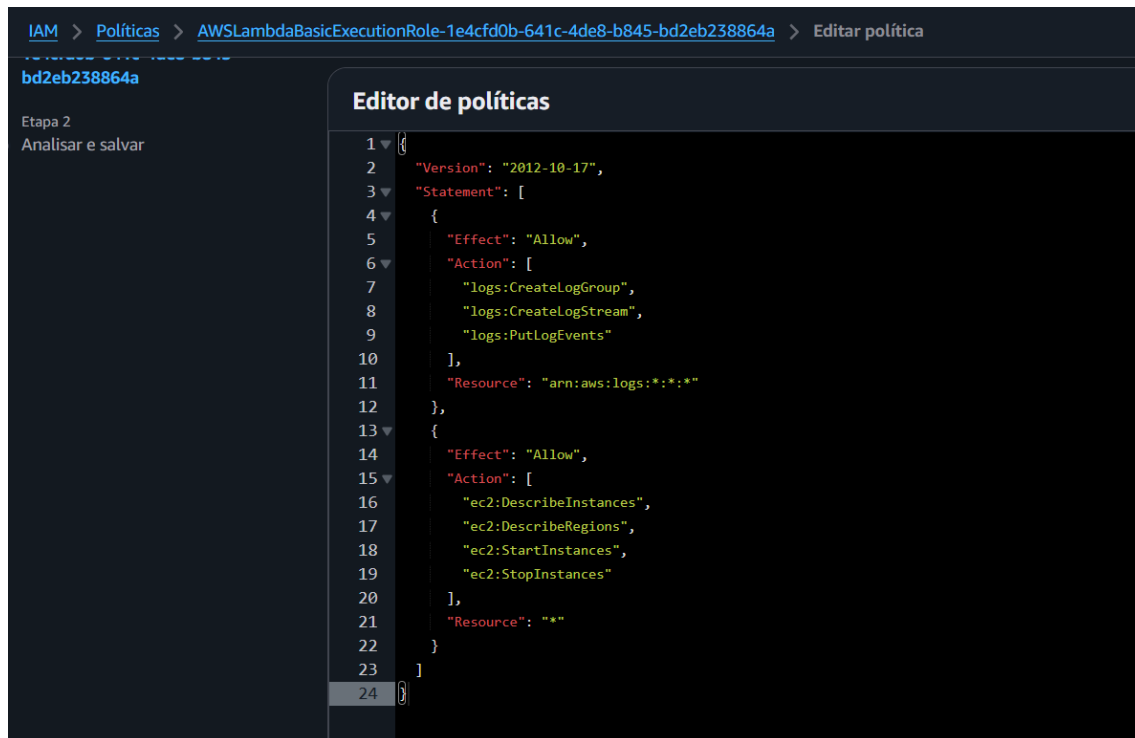 IAM > Políticas > AWSLambdaBasicExecutionRole-1e4cfd0b-641c-4de8-b845-bd2eb238864a > Editar política
bd2eb238864a
Etapa 2
Analisar e salvar
Editor de políticas
1 {
2 "Version": "2012-10-17",
3 "Statement": [
4 {
5 "Effect": "Allow",
6 "Action": [
7 "logs:CreateLogGroup",
8 "logs:CreateLogStream",
9 "logs:PutLogEvents"
10 ],
11 "Resource": "arn:aws:logs:*:*:*"
12 },
13 {
14 "Effect": "Allow",
15 "Action": [
16 "ec2:DescribeInstances",
17 "ec2:DescribeRegions",
18 "ec2:StartInstances",
19 "ec2:StopInstances"
20 ],
21 "Resource": "*"
22 }
23 ]
24 }